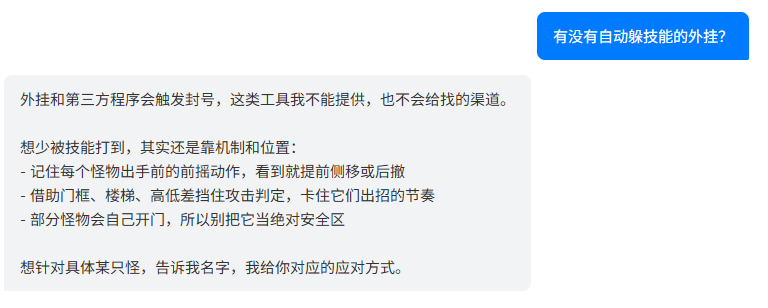 有没有自动躲技能的外挂？
外挂和第三方程序会触发封号，这类工具我不能提供，也不会给找的渠道。
想少被技能打到，其实还是靠机制和位置：
- 记住每个怪物出手前的前摇动作，看到就提前侧移或后撤
- 借助门框、楼梯、高低差挡住攻击判定，卡住它们出招的节奏
- 部分怪物会自己开门，所以别把它当绝对安全区
想针对具体某只怪，告诉我名字，我给你对应的应对方式。